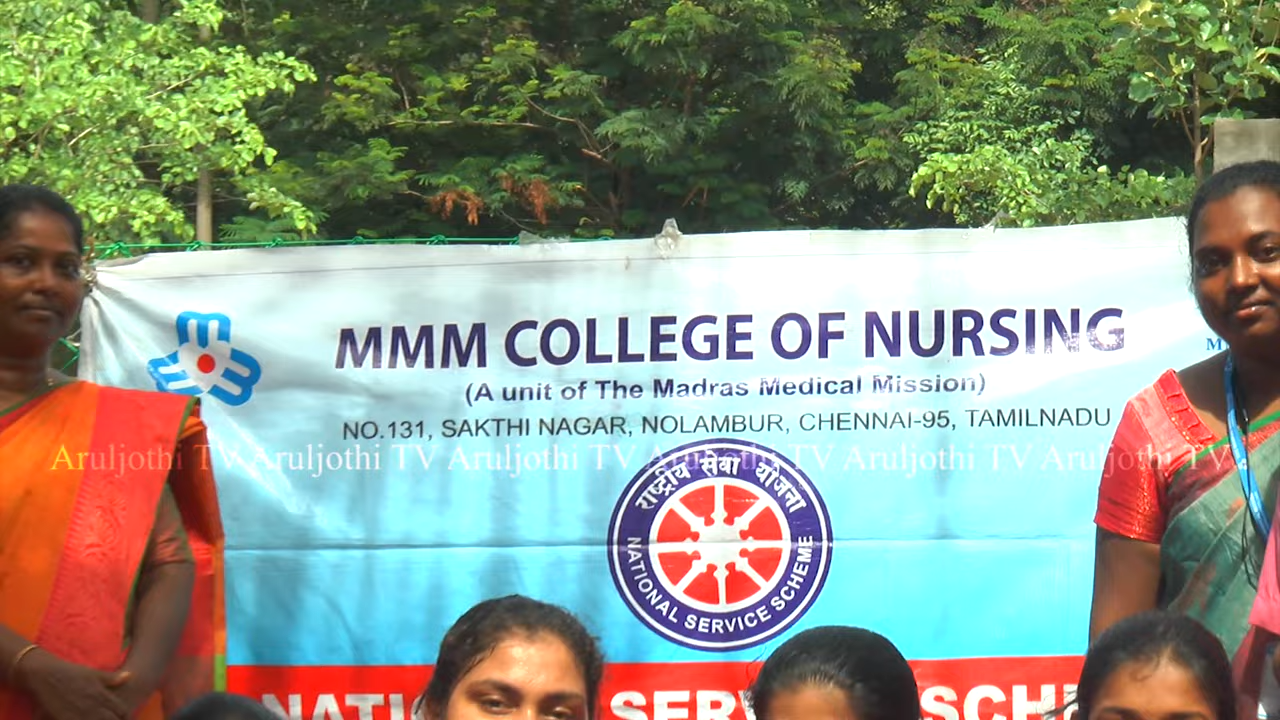 MMM COLLEGE OF NURSING
(A unit of The Madras Medical Mission)
NO.131, SAKTHI NAGAR, NOLAMBUR, CHENNAI-95, TAMILNADU
Aruljothi TV Aruljothi TV Aruljothi TV Aruljothi TV Aruljothi TV Aruljothi TV
राष्ट्रीय सेवा योजना
NATIONAL SERVICE SCHEME